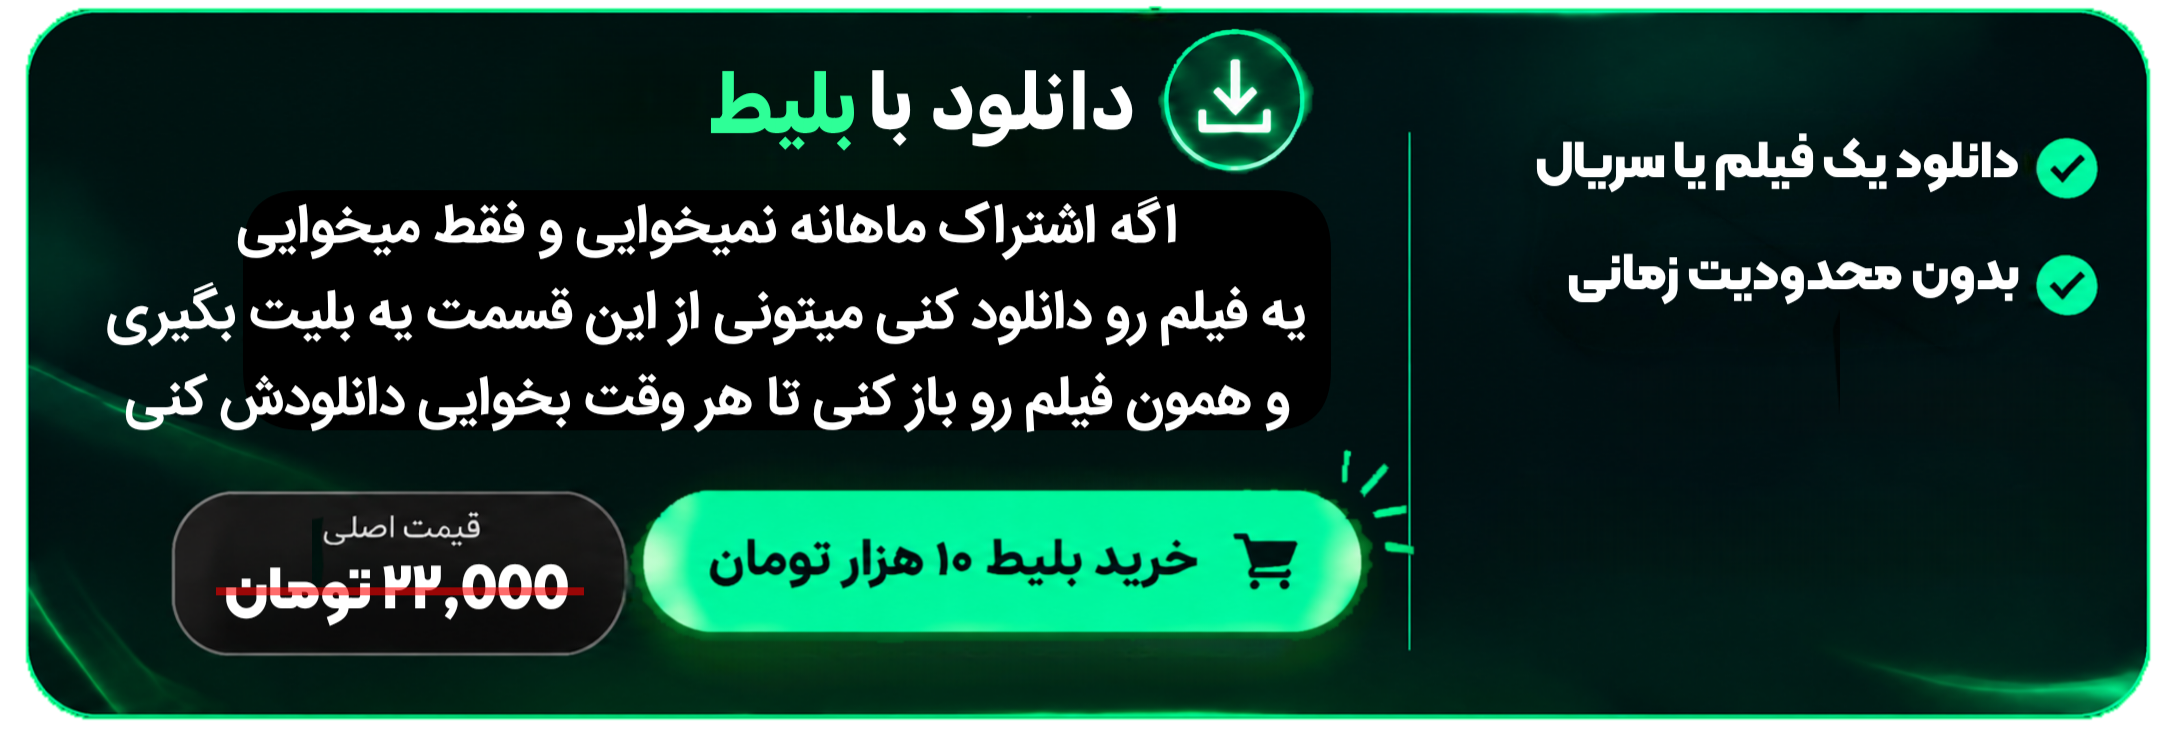 دانلود با بلیط
اگه اشتراک ماهانه نمیخوایی و فقط میخوایی
یه فیلم رو دانلود کنی میتونی از این قسمت یه بلیت بگیری
و همون فیلم رو باز کنی تا هر وقت بخوایی دانلودش کنی
خرید بلیط ۱۰ هزار تومان
قیمت اصلی
۲۲,۰۰۰ تومان
دانلود یک فیلم یا سریال
بدون محدودیت زمانی